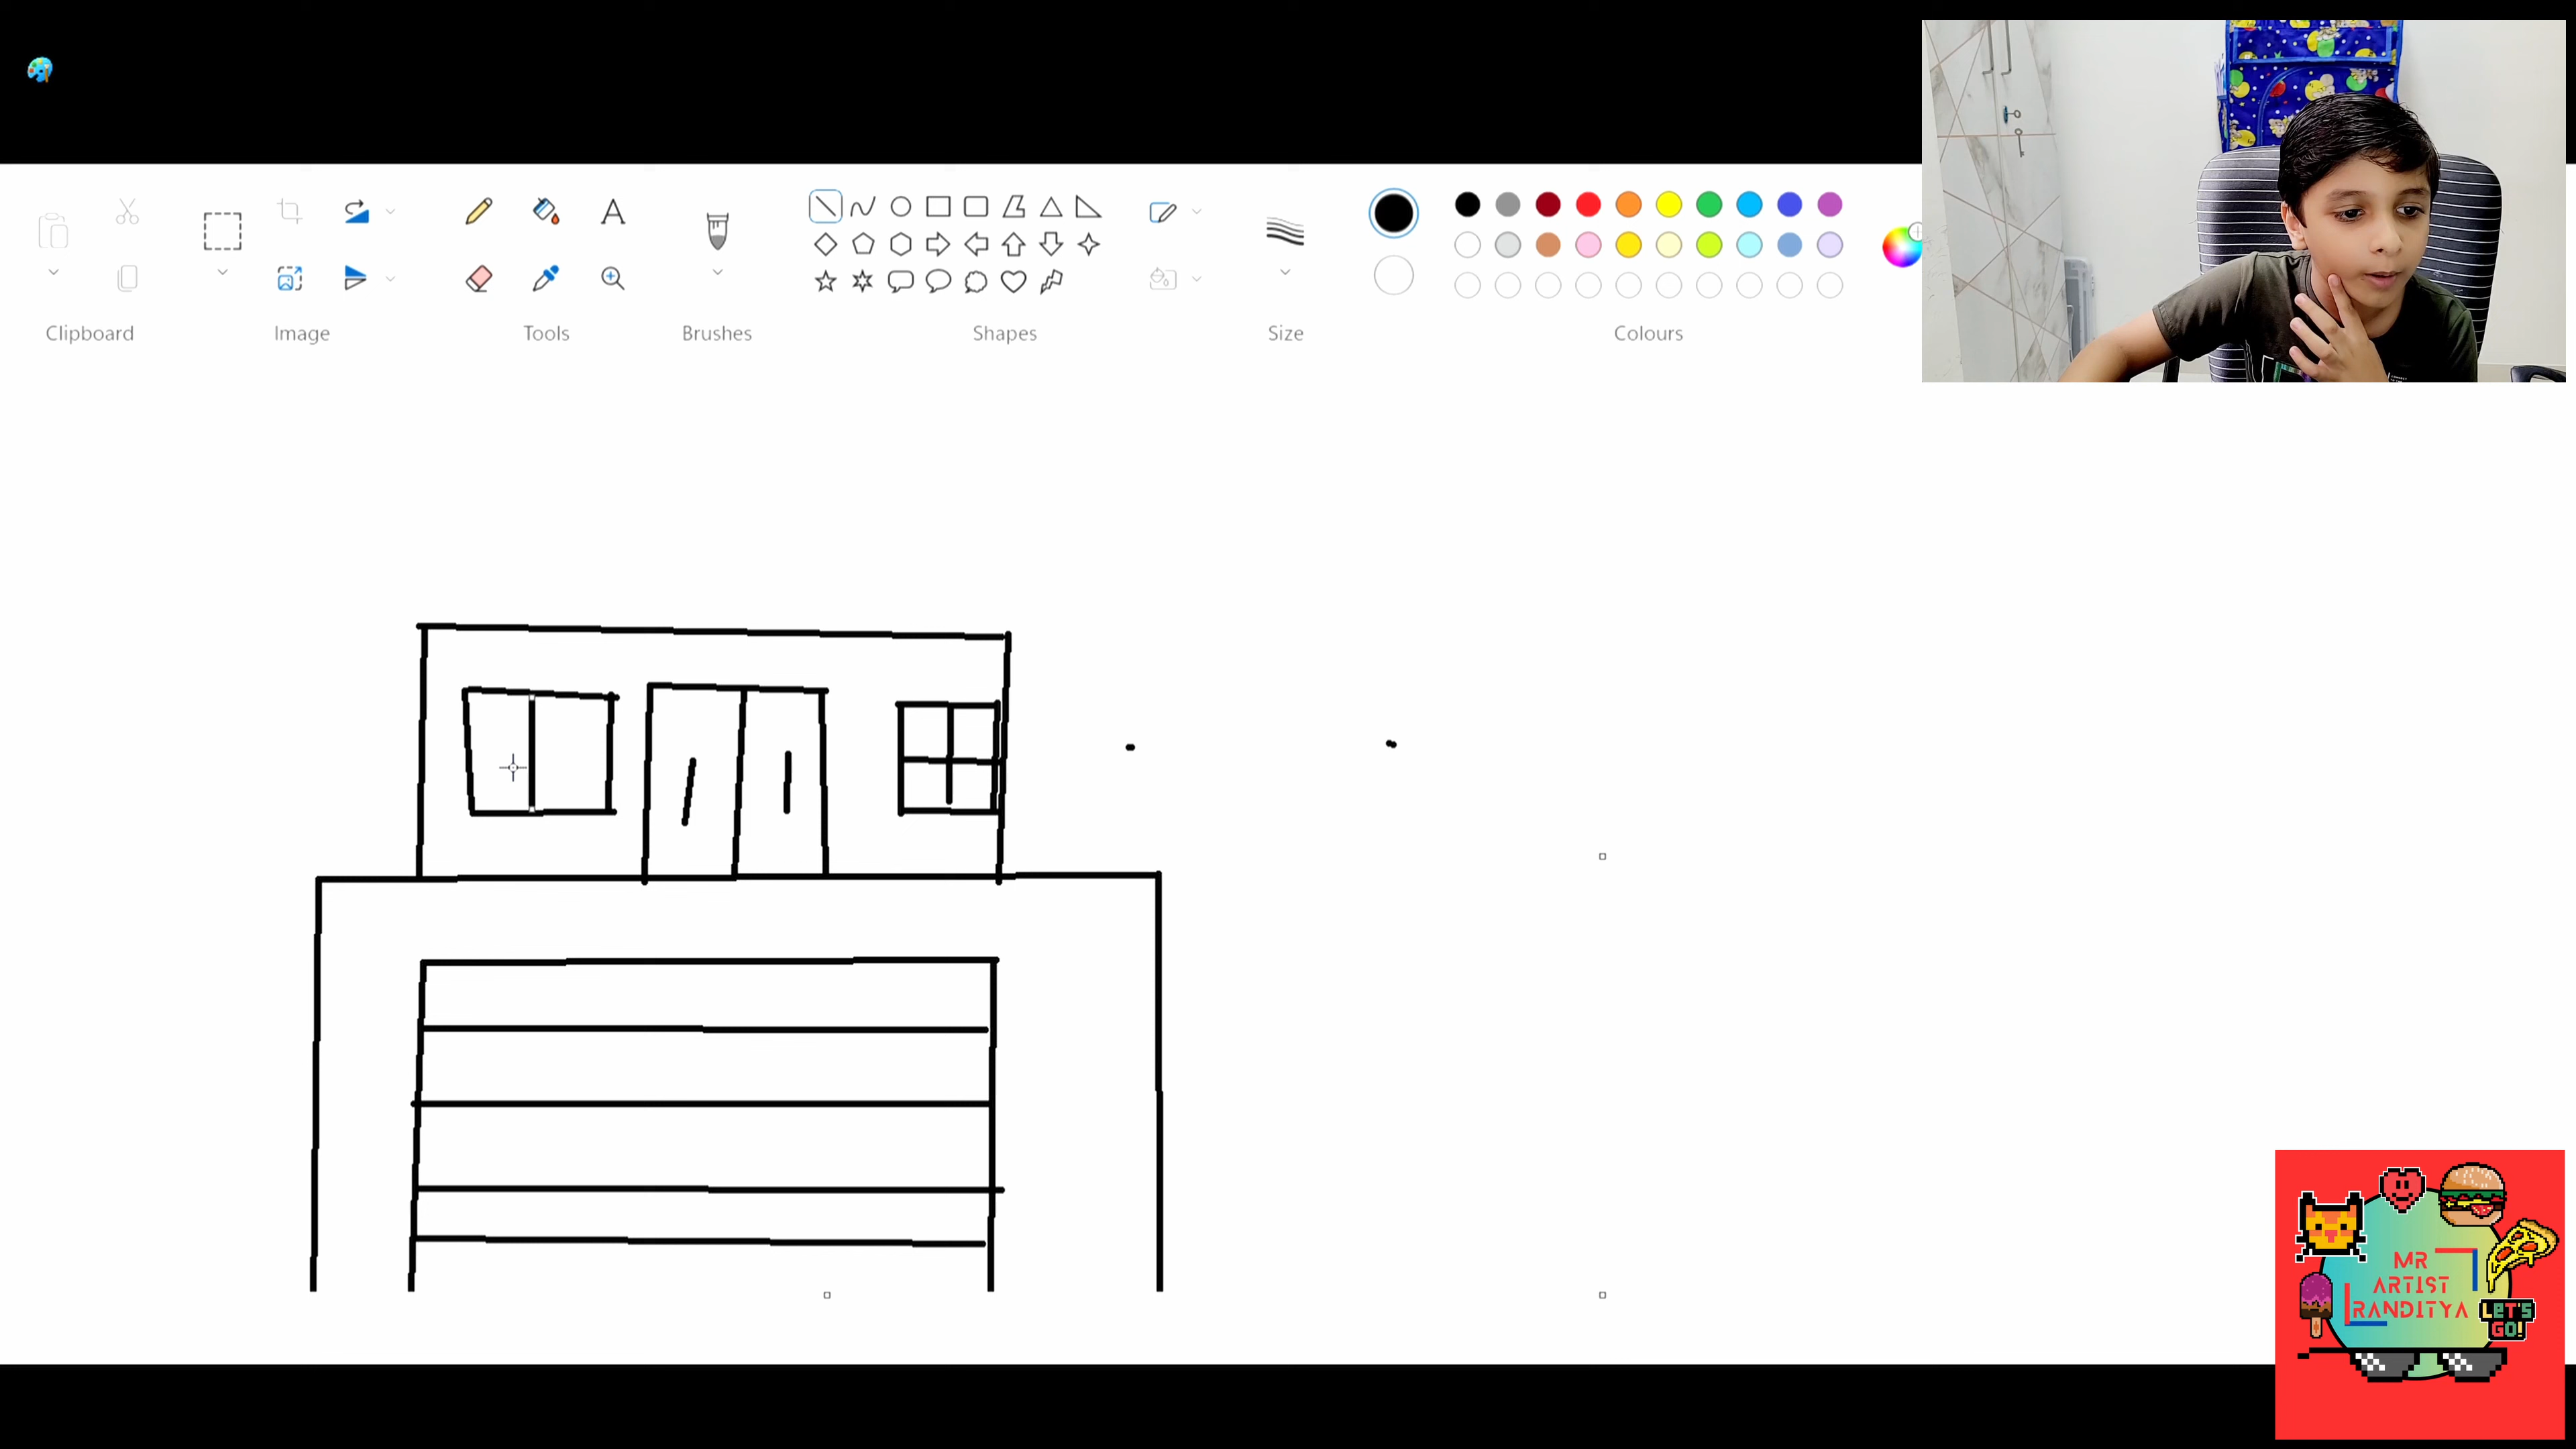 A
Clipboard
Image
Tools
Brushes
Shapes
Size
Colours
MR
ARTIST
RANDITYA
LET'S
GO!